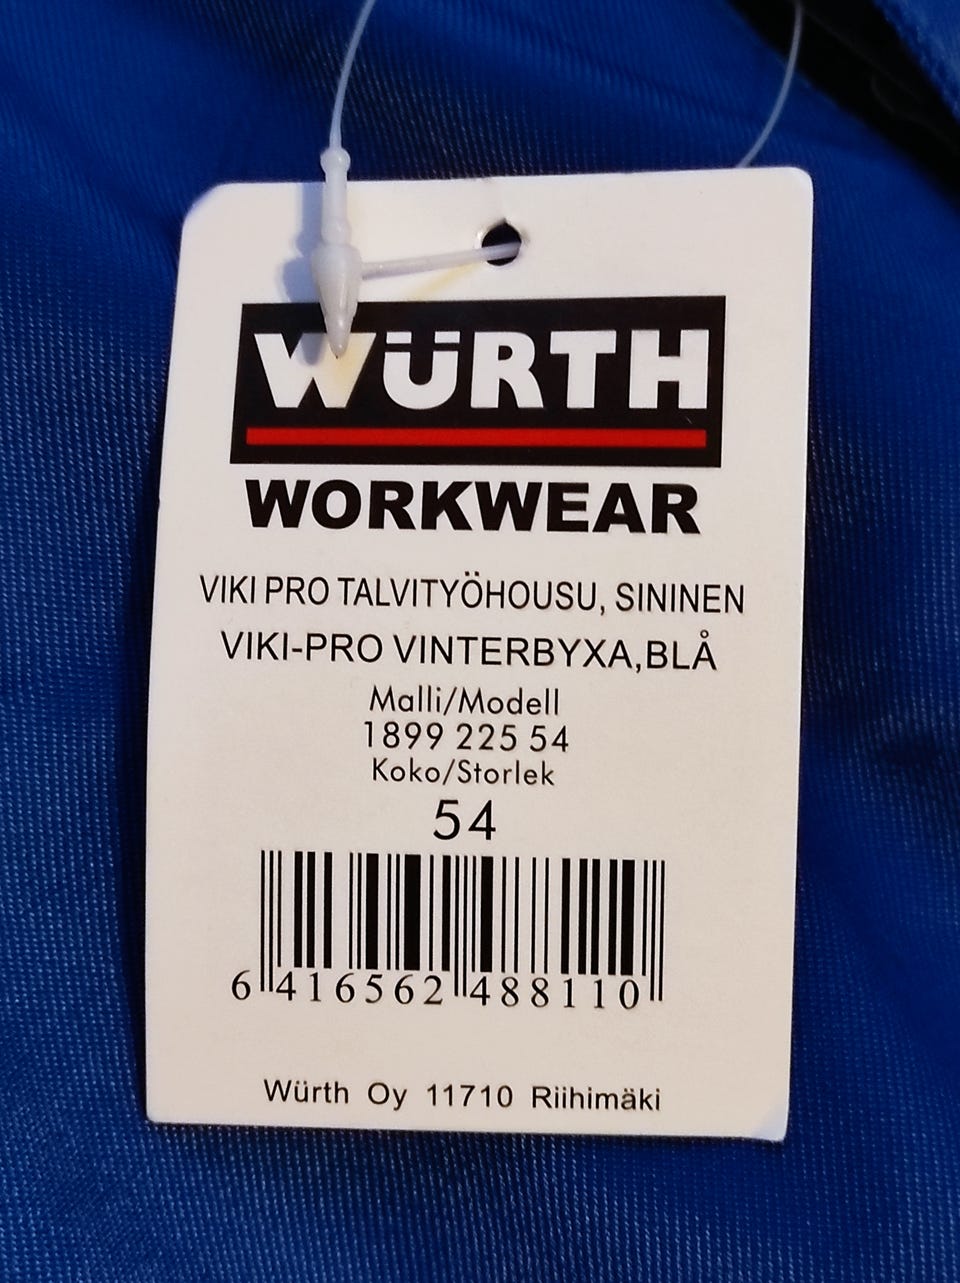 WÜRTH
WORKWEAR
VIKI PRO TALVITYÖHOUSU, SININEN
VIKI-PRO VINTERBYXA,BLÅ
Malli/Modell
1899 225 54
Koko/Storlek
54
6 416562 488110
Würth Oy 11710 Riihimäki